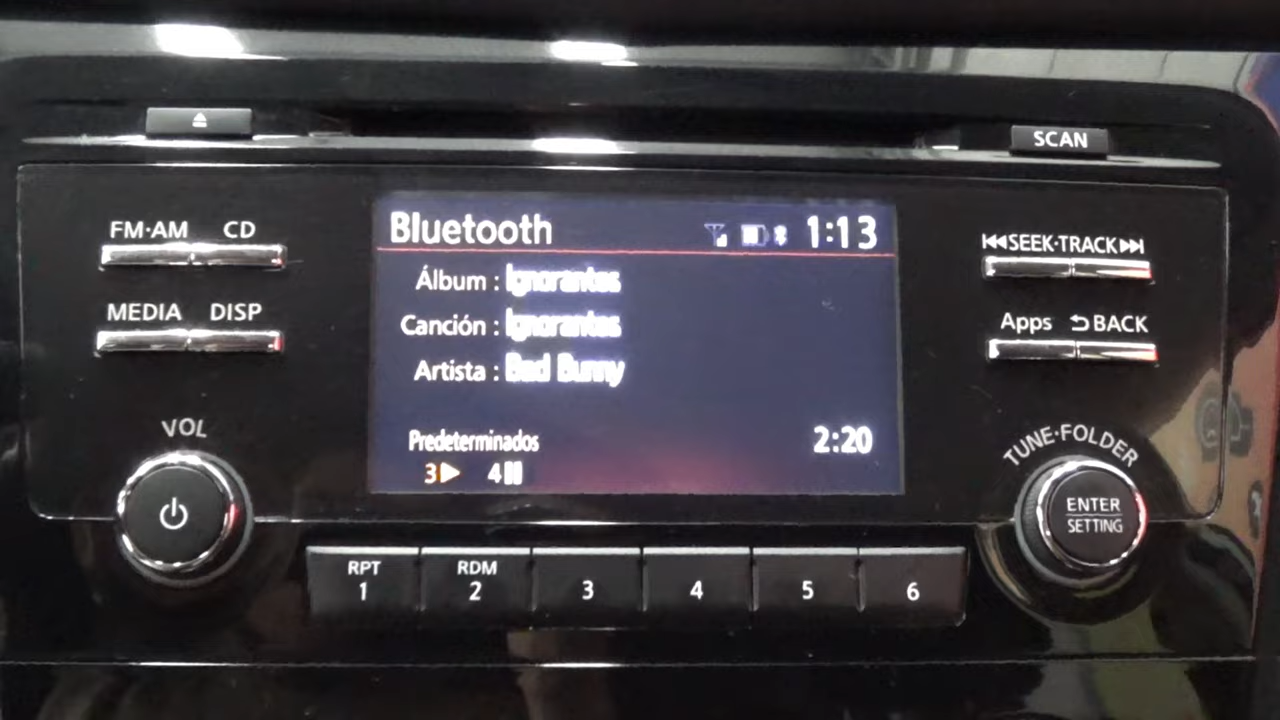 SCAN
FM·AM CD
MEDIA DISP
VOL
Bluetooth 1:13
Álbum : Ignorantes
Canción : Ignorantes
Artista : Bad Bunny
Predeterminados 2:20
3 4
SEEK·TRACK
Apps BACK
TUNE·FOLDER
ENTER
SETTING
RPT RDM
1 2 3 4 5 6